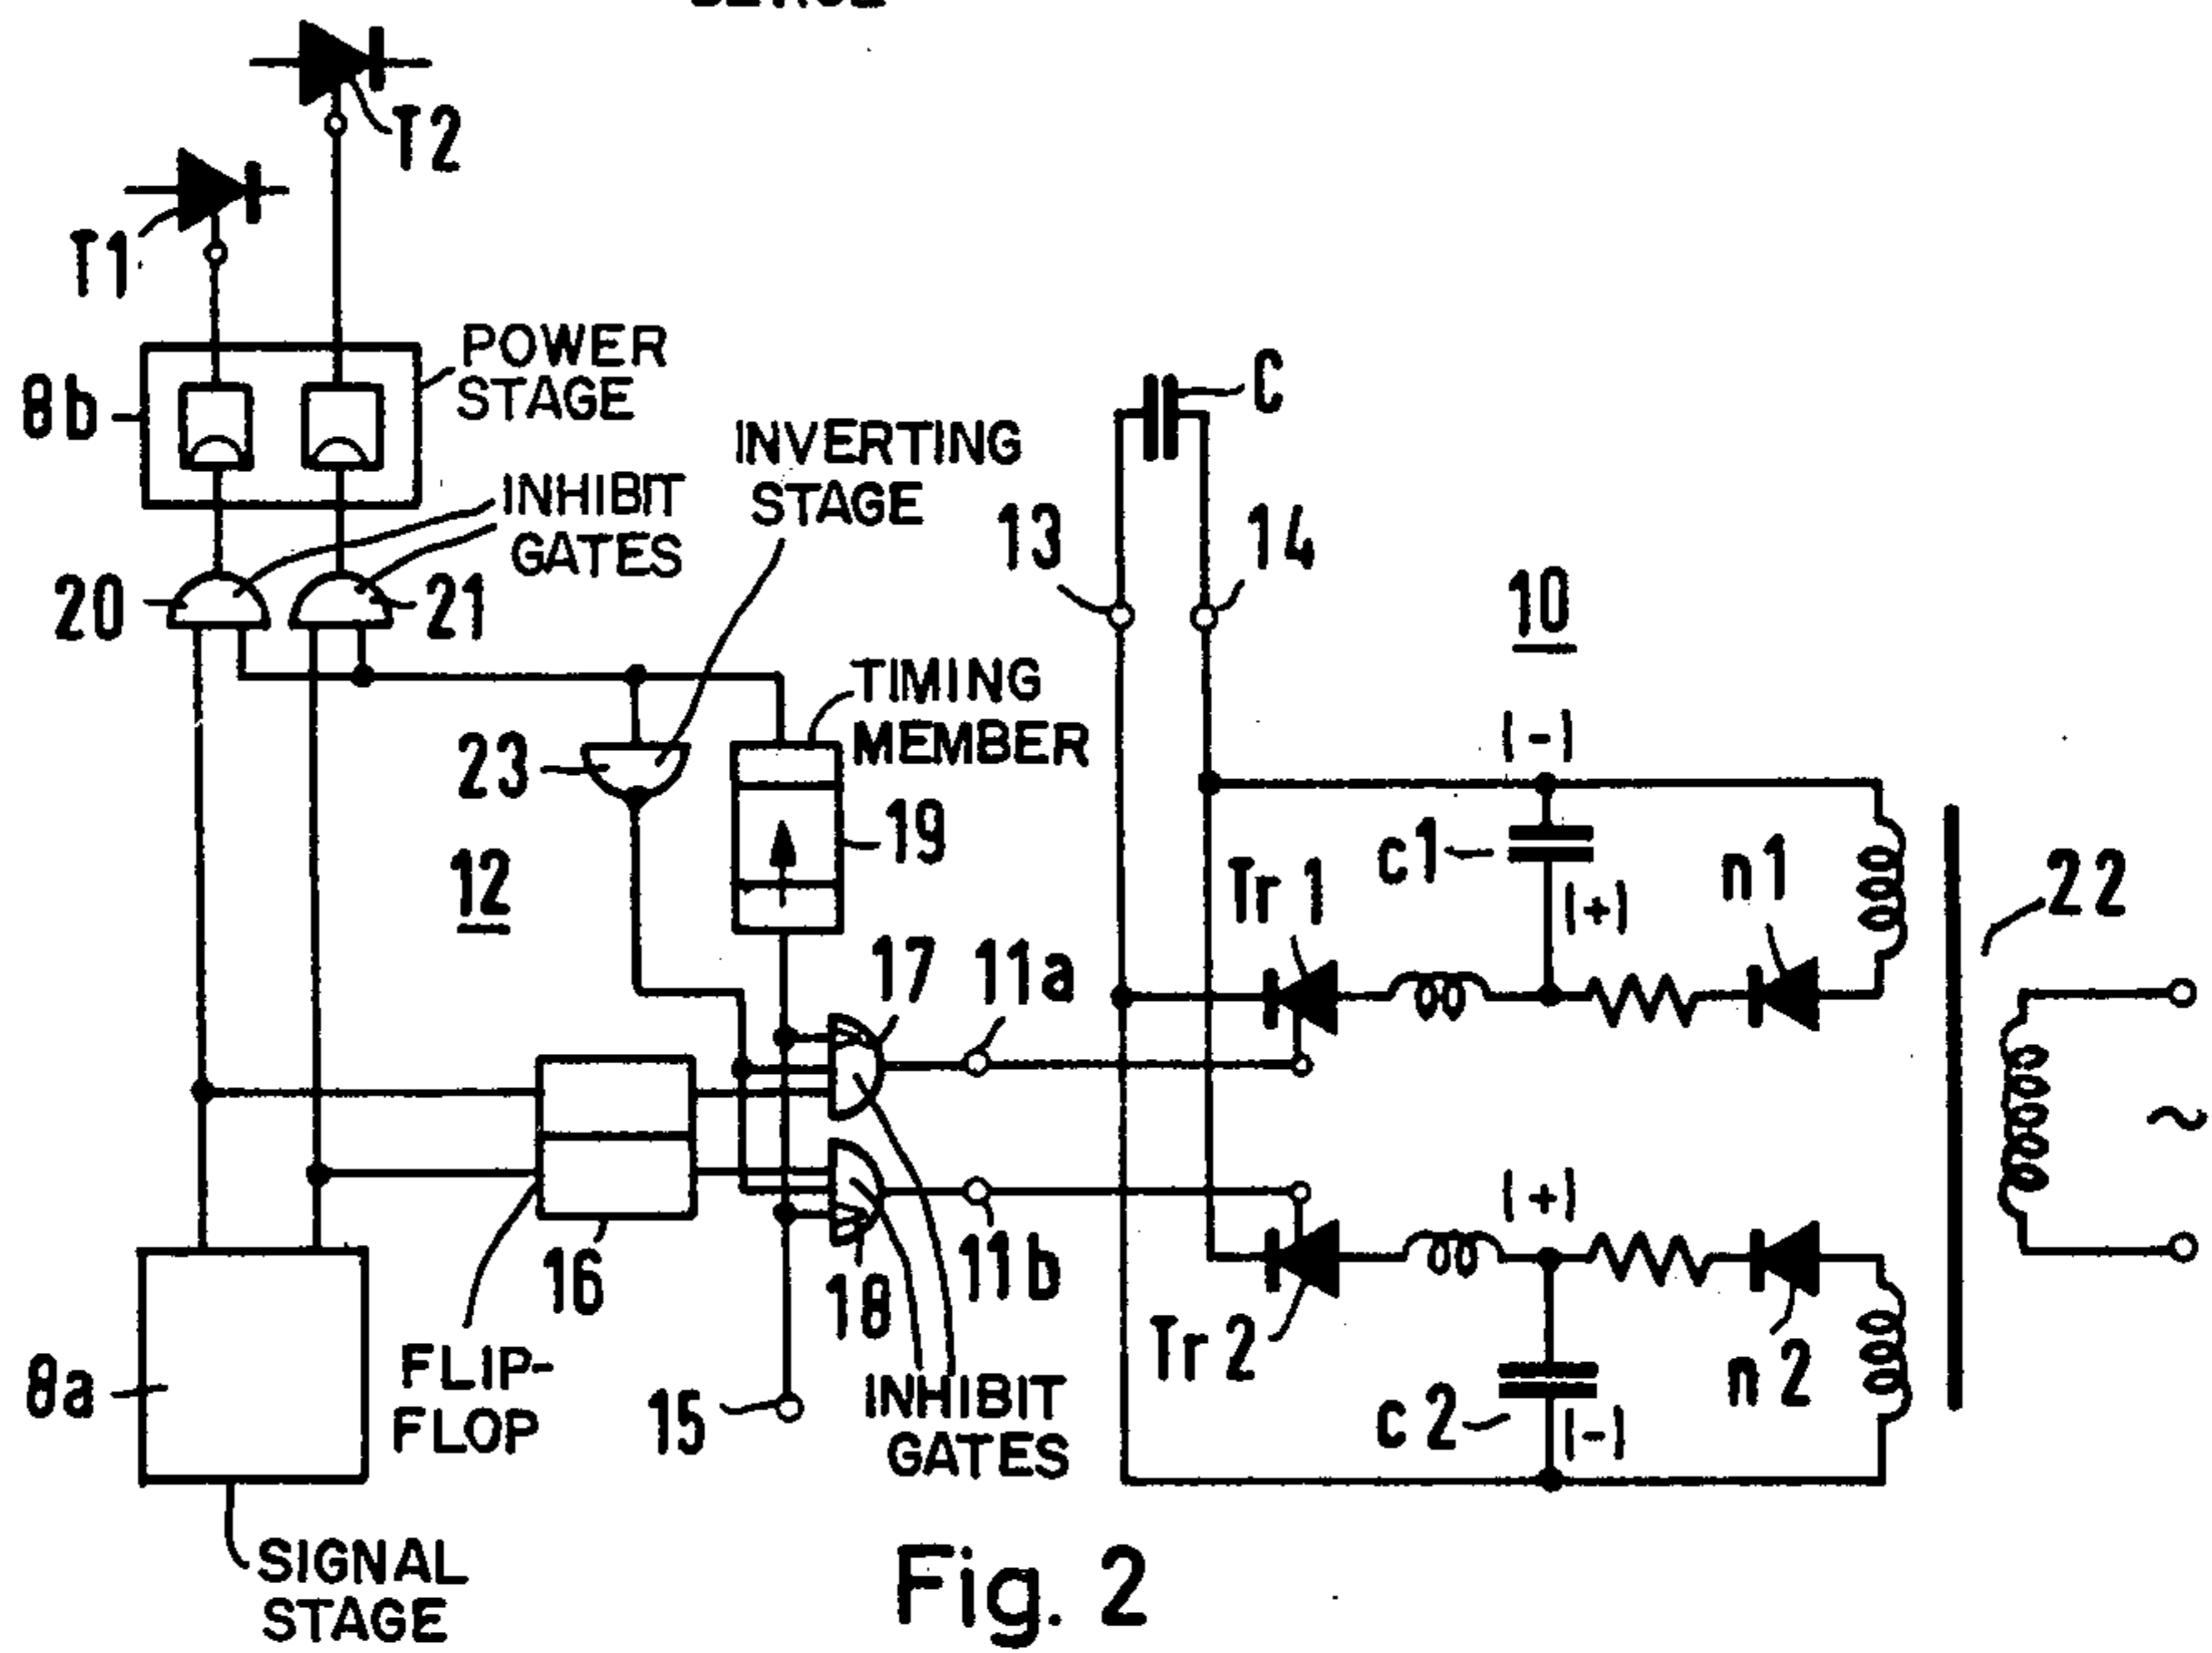 T2
T1
POWER
STAGE
8b
INVERTING
STAGE
C
INHIBIT
GATES
13
14
20
21
10
TIMING
MEMBER
(-)
23
19
12
c1
Tr 1
n1
22
(+)
17
11a
~
(+)
16
18
11b
Tr 2
n2
FLIP-
FLOP
8a
15
INHIBIT
GATES
c2
(-)
SIGNAL
STAGE
Fig. 2